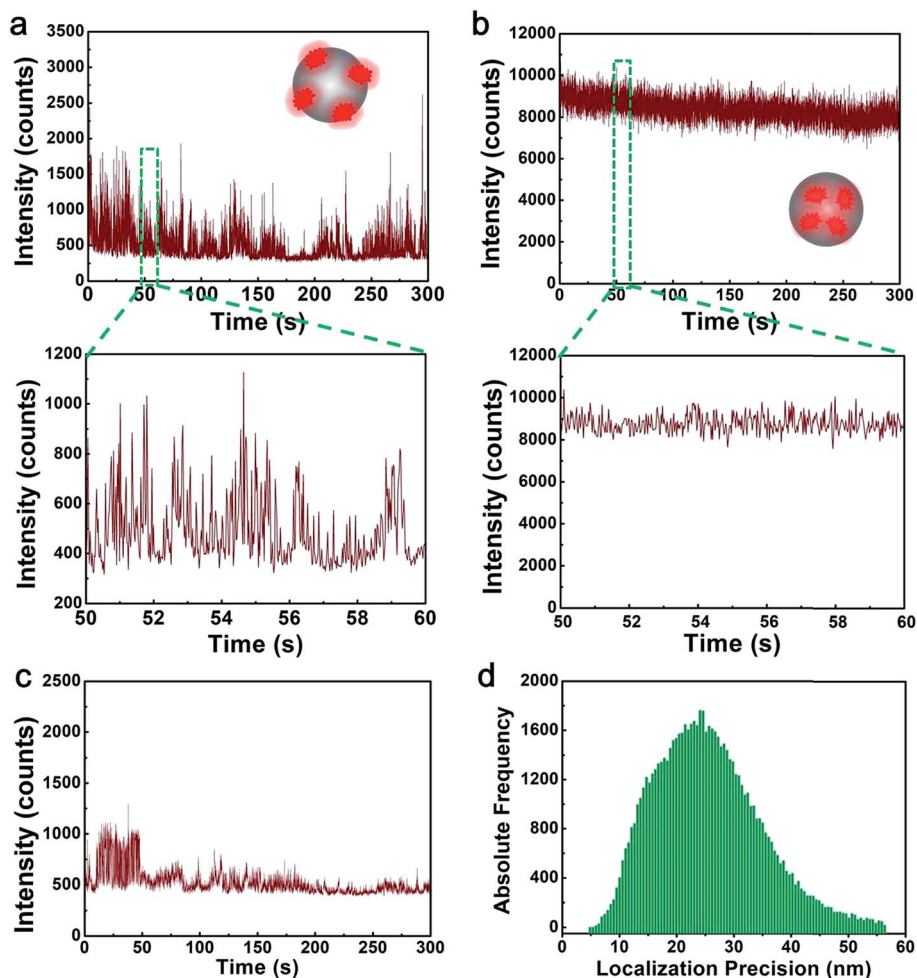 a
Intensity (counts)
3500
3000
2500
2000
1500
1000
500
0
0 50 100 150 200 250 300
Time (s)
b
Intensity (counts)
12000
10000
8000
6000
4000
2000
0
0 50 100 150 200 250 300
Time (s)
Intensity (counts)
1200
1000
800
600
400
200
50 52 54 56 58 60
Time (s)
Intensity (counts)
12000
10000
8000
6000
4000
2000
0
50 52 54 56 58 60
Time (s)
c
Intensity (counts)
2500
2000
1500
1000
500
0
0 50 100 150 200 250 300
Time (s)
d
Absolute Frequency
2000
1600
1200
800
400
0
0 10 20 30 40 50 60
Localization Precision (nm)